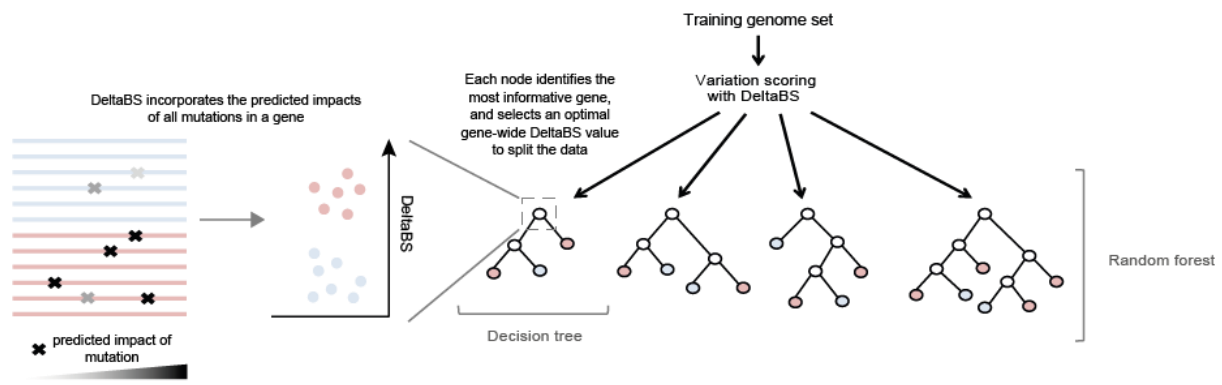 Training genome set
Variation scoring
with DeltaBS
Each node identifies the
most informative gene,
and selects an optimal
gene-wide DeltaBS value
to split the data
DeltaBS incorporates the predicted impacts
of all mutations in a gene
DeltaBS
Random forest
Decision tree
predicted impact of
mutation